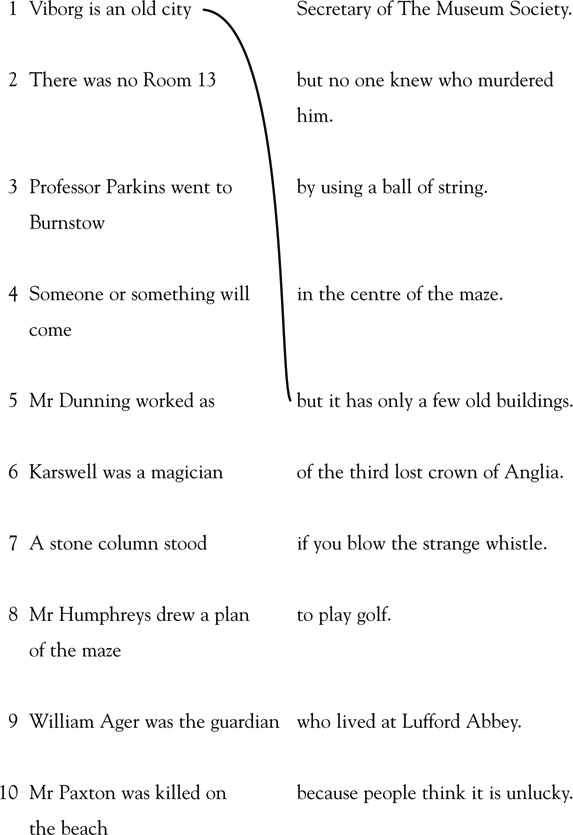 1 Viborg is an old city Secretary of The Museum Society.
2 There was no Room 13 but no one knew who murdered
him.
3 Professor Parkins went to by using a ball of string.
Burnstow
4 Someone or something will in the centre of the maze.
come
5 Mr Dunning worked as but it has only a few old buildings.
6 Karswell was a magician of the third lost crown of Anglia.
7 A stone column stood if you blow the strange whistle.
8 Mr Humphreys drew a plan to play golf.
of the maze
9 William Ager was the guardian who lived at Lufford Abbey.
10 Mr Paxton was killed on because people think it is unlucky.
the beach